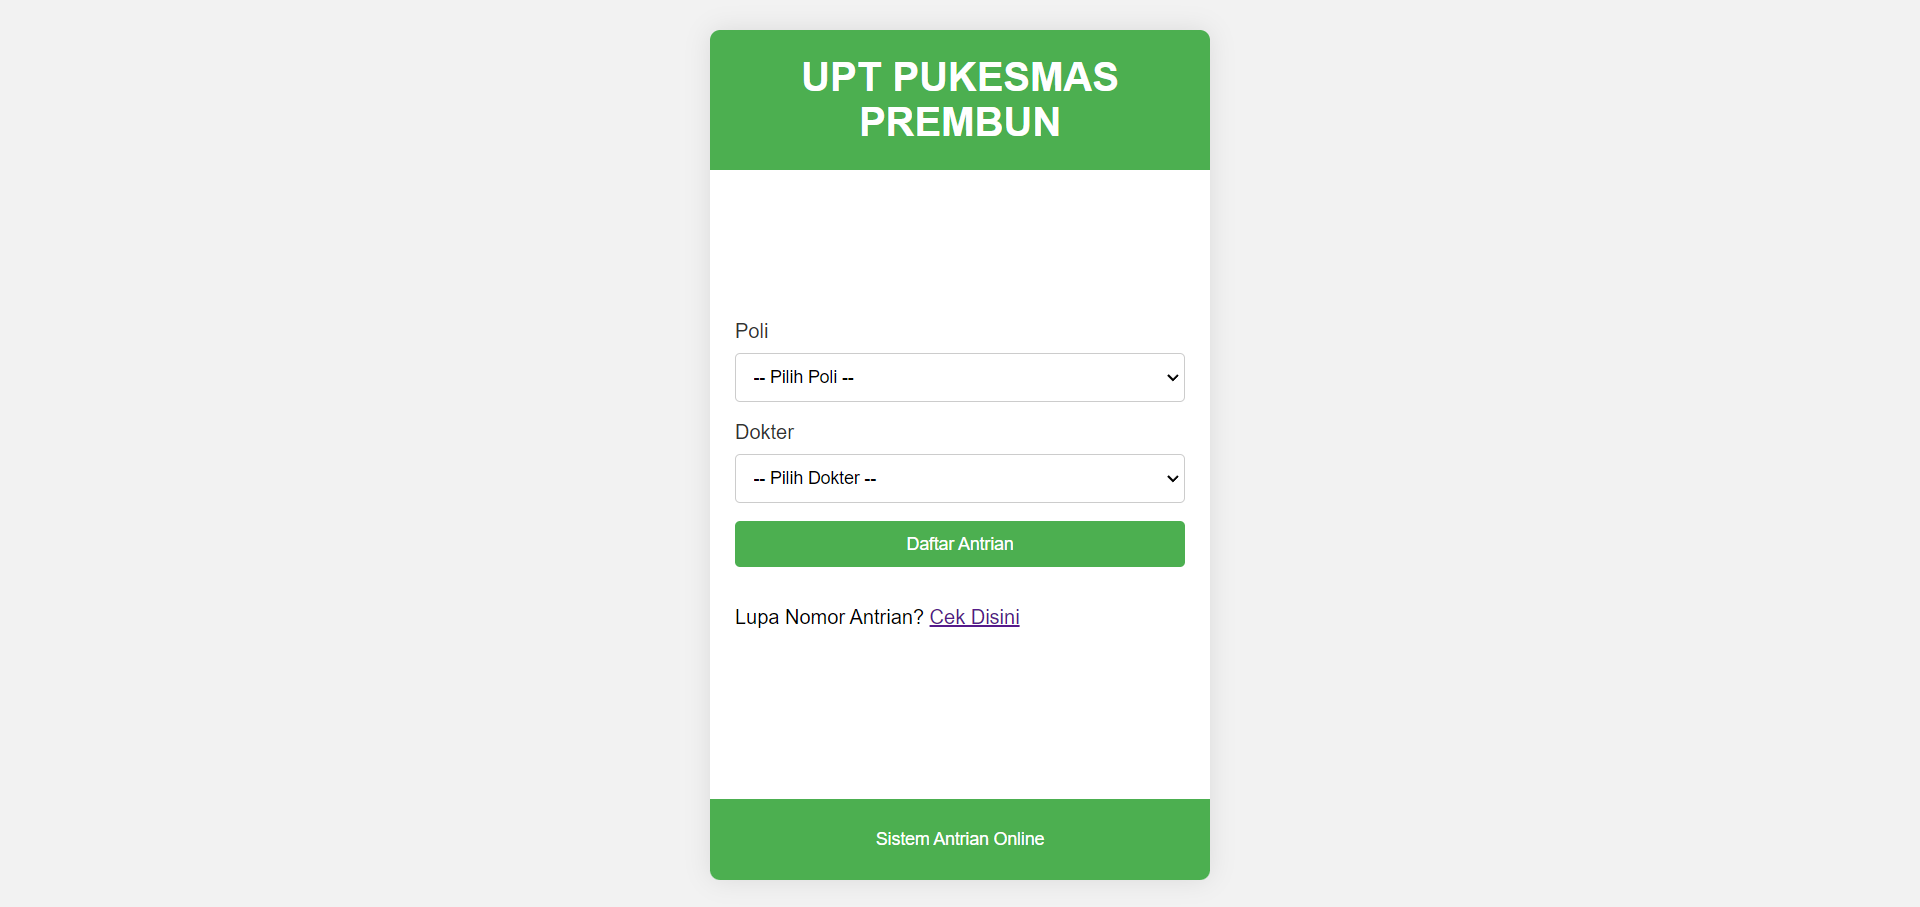 UPT PUKESMAS
PREMBUN
Poli
-- Pilih Poli --
Dokter
-- Pilih Dokter --
Daftar Antrian
Lupa Nomor Antrian? Cek Disini
Sistem Antrian Online